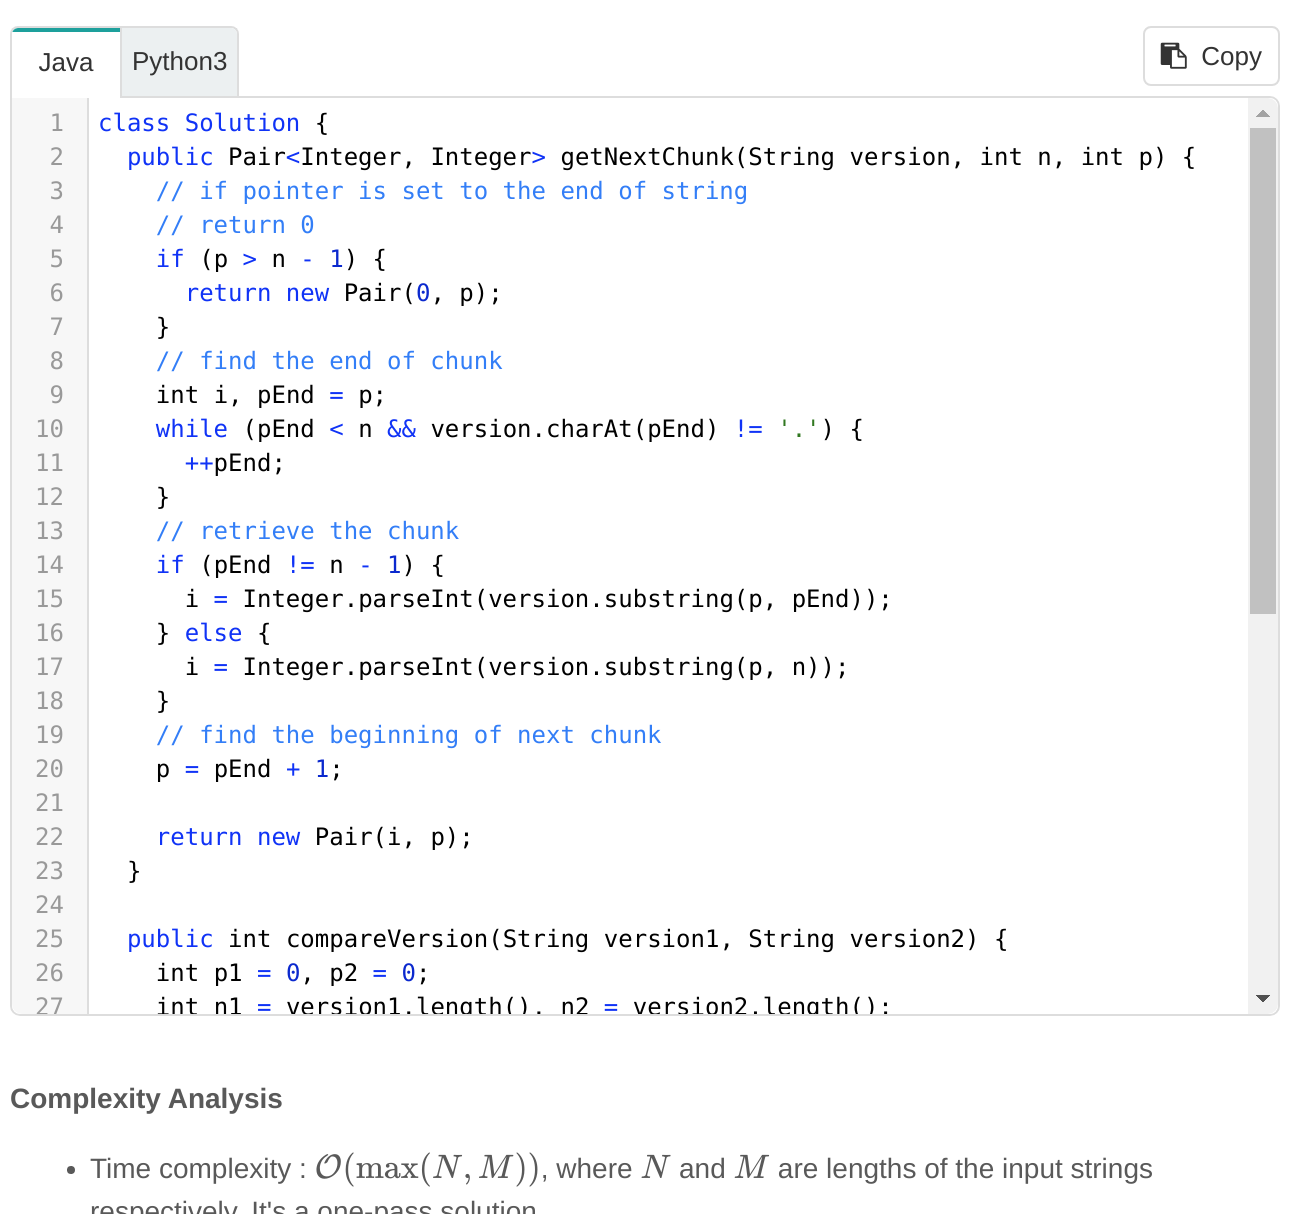 Java
Python3
Copy
1 class Solution {
2   public Pair<Integer, Integer> getNextChunk(String version, int n, int p) {
3     // if pointer is set to the end of string
4     // return 0
5     if (p > n - 1) {
6       return new Pair(0, p);
7     }
8     // find the end of chunk
9     int i, pEnd = p;
10     while (pEnd < n && version.charAt(pEnd) != '.') {
11       ++pEnd;
12     }
13     // retrieve the chunk
14     if (pEnd != n - 1) {
15       i = Integer.parseInt(version.substring(p, pEnd));
16     } else {
17       i = Integer.parseInt(version.substring(p, n));
18     }
19     // find the beginning of next chunk
20     p = pEnd + 1;
21
22     return new Pair(i, p);
23   }
24
25   public int compareVersion(String version1, String version2) {
26     int p1 = 0, p2 = 0;
27     int n1 = version1.length(), n2 = version2.length();
Complexity Analysis
• Time complexity : 𝒪(max(N, M)), where N and M are lengths of the input strings
respectively. It's a one-pass solution.